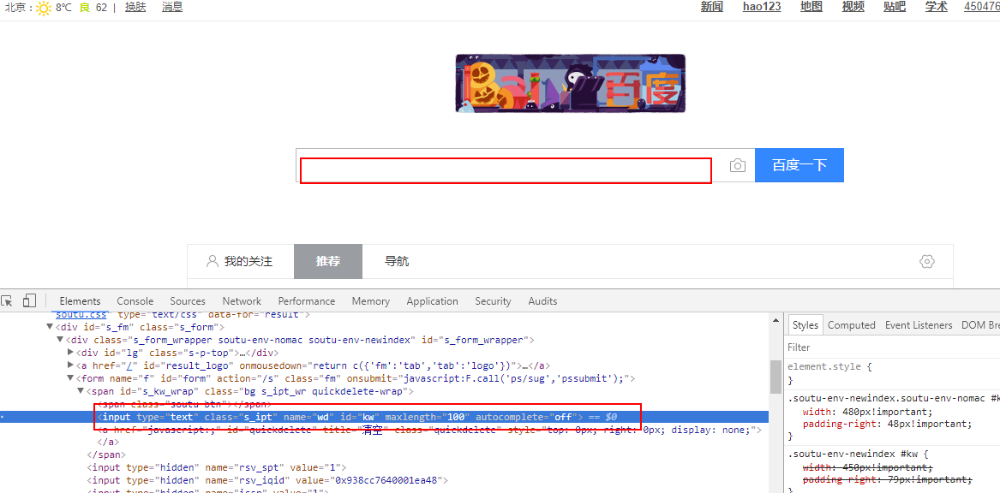 北京： 8℃ 良 62 | 换肤 消息 新闻 hao123 地图 视频 贴吧 学术 450476
Bai 百度
百度一下
我的关注 推荐 导航
Elements Console Sources Network Performance Memory Application Security Audits
soutu.css" type="text/css" data-for="result">
▼<div id="s_fm" class="s_form">
▼<div class="s_form_wrapper soutu-env-nomac soutu-env-newindex" id="s_form_wrapper">
▶<div id="lg" class="s-p-top">…</div>
▶<a href="/" id="result_logo" onmousedown="return c({'fm':'tab','tab':'logo'})">…</a>
▼<form name="f" id="form" action="/s" class="fm" onsubmit="javascript:F.call('ps/sug','pssubmit');">
▼<span id="s_kw_wrap" class="bg s_ipt_wr quickdelete-wrap">
<span class="soutu-btn"></span>
<input type="text" class="s_ipt" name="wd" id="kw" maxlength="100" autocomplete="off"> == $0
<a href="javascript:;" id="quickdelete" title="清空" class="quickdelete" style="top: 0px; right: 0px; display: none;">
</a>
</span>
<input type="hidden" name="rsv_spt" value="1">
<input type="hidden" name="rsv_iqid" value="0x938cc7640001ea48">
<input type="hidden" name="issp" value="1">
Styles Computed Event Listeners DOM Bre
Filter
element.style {
}
.soutu-env-newindex.soutu-env-nomac #k
width: 480px!important;
padding-right: 48px!important;
}
.soutu-env-newindex #kw {
width: 450px!important;
padding-right: 79px!important;
}